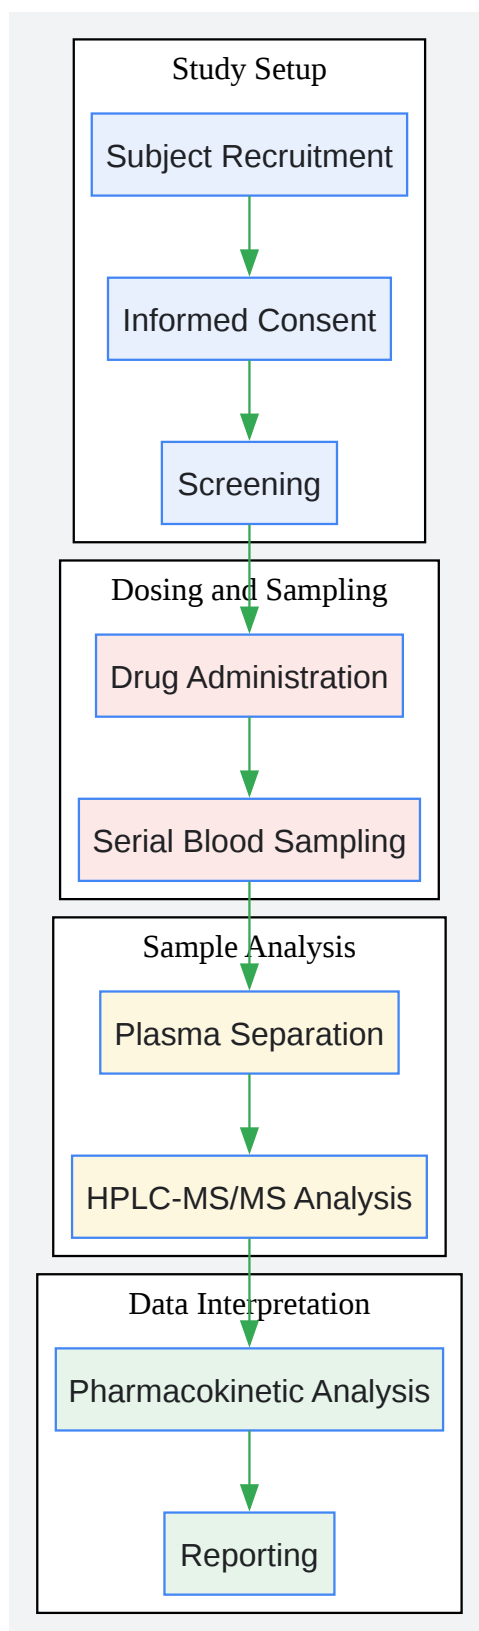 Study Setup
Subject Recruitment
Informed Consent
Screening
Dosing and Sampling
Drug Administration
Serial Blood Sampling
Sample Analysis
Plasma Separation
HPLC-MS/MS Analysis
Data Interpretation
Pharmacokinetic Analysis
Reporting